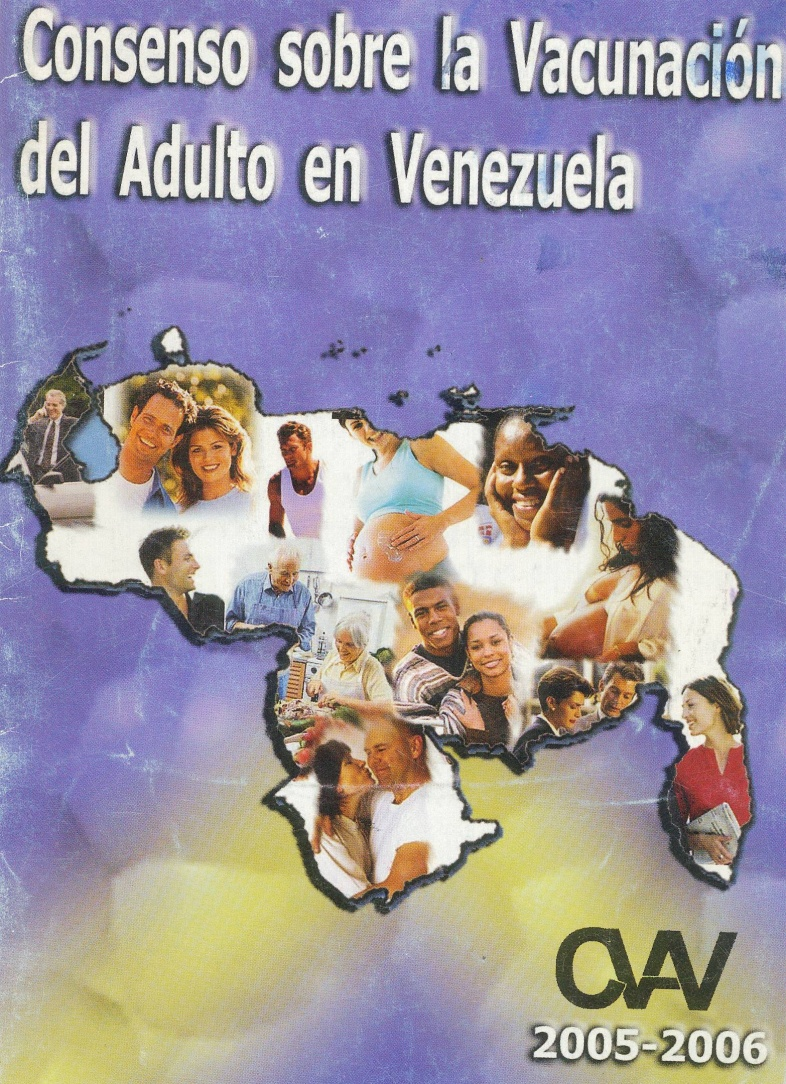 Consenso sobre la Vacunación
del Adulto en Venezuela
CVAV
2005-2006